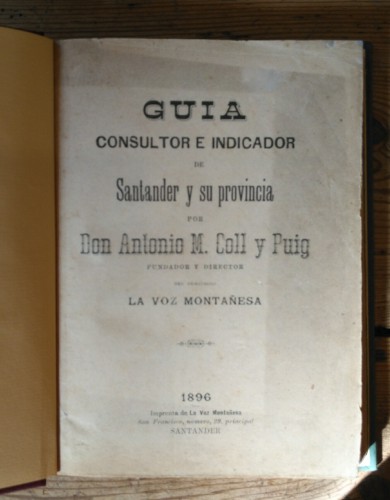 GUIA
CONSULTOR E INDICADOR
DE
Santander y su provincia
POR
Don Antonio M. Coll y Puig
FUNDADOR Y DIRECTOR
DEL PERIÓDICO
LA VOZ MONTAÑESA
1896
Imprenta de La Voz Montañesa
San Francisco, número, 29, principal
SANTANDER